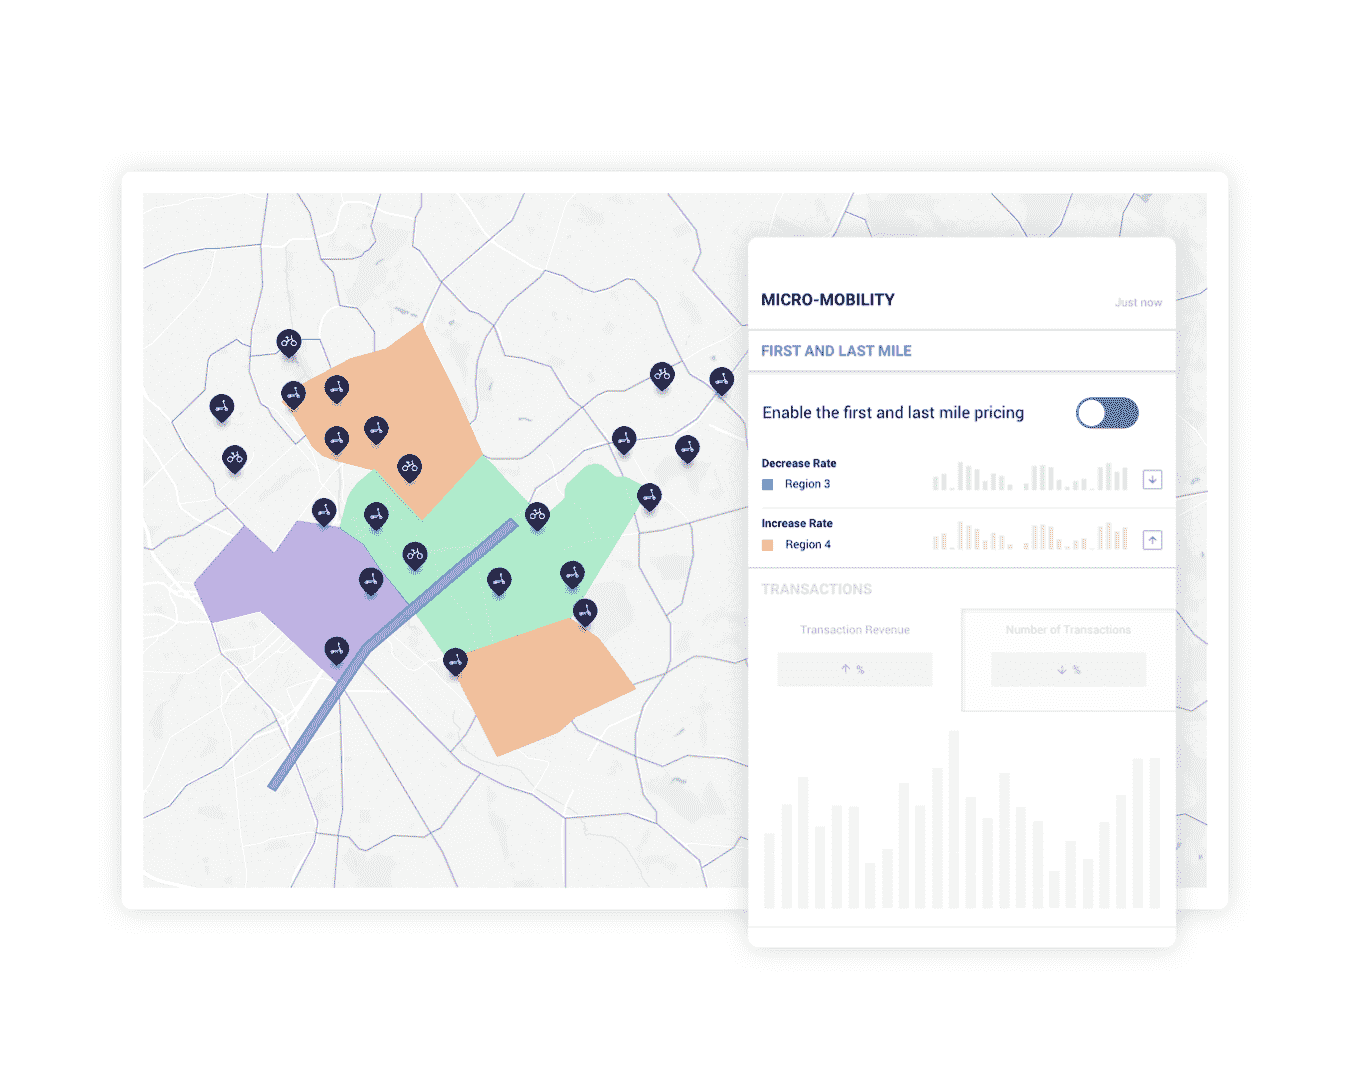 MICRO-MOBILITY
Just now
FIRST AND LAST MILE
Enable the first and last mile pricing
Decrease Rate
Region 3
Increase Rate
Region 4
TRANSACTIONS
Transaction Revenue
Number of Transactions
↑ %
↓ %